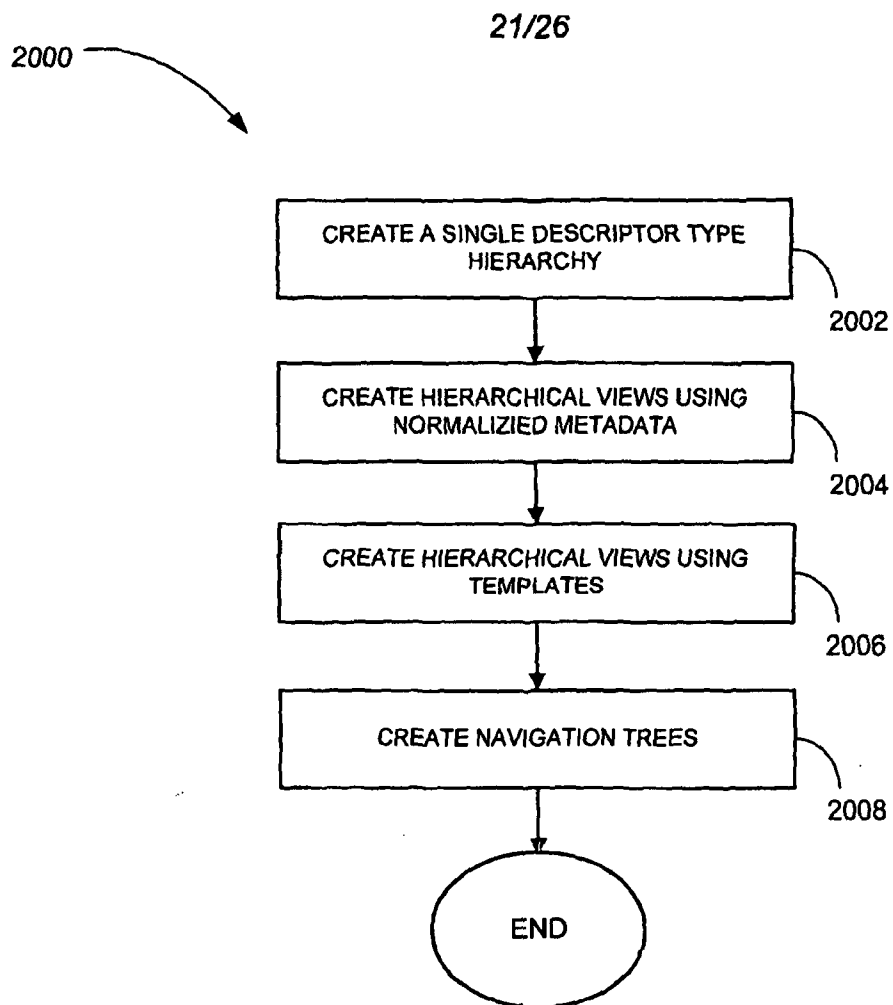 21/26
2000
CREATE A SINGLE DESCRIPTOR TYPE
HIERARCHY
2002
CREATE HIERARCHICAL VIEWS USING
NORMALIZIED METADATA
2004
CREATE HIERARCHICAL VIEWS USING
TEMPLATES
2006
CREATE NAVIGATION TREES
2008
END